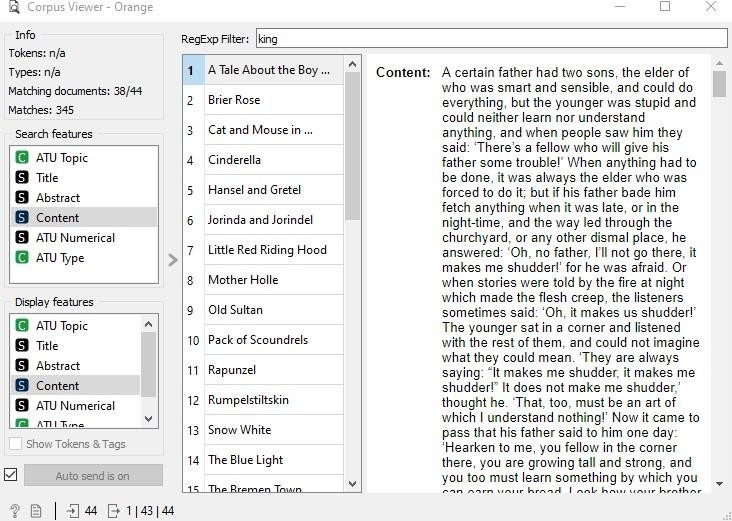 Corpus Viewer - Orange
Info
Tokens: n/a
Types: n/a
Matching documents: 38/44
Matches: 345
Search features
C ATU Topic
S Title
S Abstract
S Content
S ATU Numerical
C ATU Type
Display features
C ATU Topic
S Title
S Abstract
S Content
S ATU Numerical
C ATU Type
Show Tokens & Tags
Auto send is on
? 44 1 | 43 | 44
RegExp Filter: king
1 A Tale About the Boy ...
2 Brier Rose
3 Cat and Mouse in ...
4 Cinderella
5 Hansel and Gretel
6 Jorinda and Jorindel
7 Little Red Riding Hood
8 Mother Holle
9 Old Sultan
10 Pack of Scoundrels
11 Rapunzel
12 Rumpelstiltskin
13 Snow White
14 The Blue Light
15 The Bremen Town
Content: A certain father had two sons, the elder of
who was smart and sensible, and could do
everything, but the younger was stupid and
could neither learn nor understand
anything, and when people saw him they
said: ‘There’s a fellow who will give his
father some trouble!’ When anything had to
be done, it was always the elder who was
forced to do it; but if his father bade him
fetch anything when it was late, or in the
night-time, and the way led through the
churchyard, or any other dismal place, he
answered: ‘Oh, no father, I’ll not go there, it
makes me shudder!’ for he was afraid. Or
when stories were told by the fire at night
which made the flesh creep, the listeners
sometimes said: ‘Oh, it makes us shudder!’
The younger sat in a corner and listened
with the rest of them, and could not imagine
what they could mean. ‘They are always
saying: “It makes me shudder, it makes me
shudder!” It does not make me shudder,’
thought he. ‘That, too, must be an art of
which I understand nothing!’ Now it came to
pass that his father said to him one day:
‘Hearken to me, you fellow in the corner
there, you are growing tall and strong, and
you too must learn something by which you
can earn your bread. Look how your brother